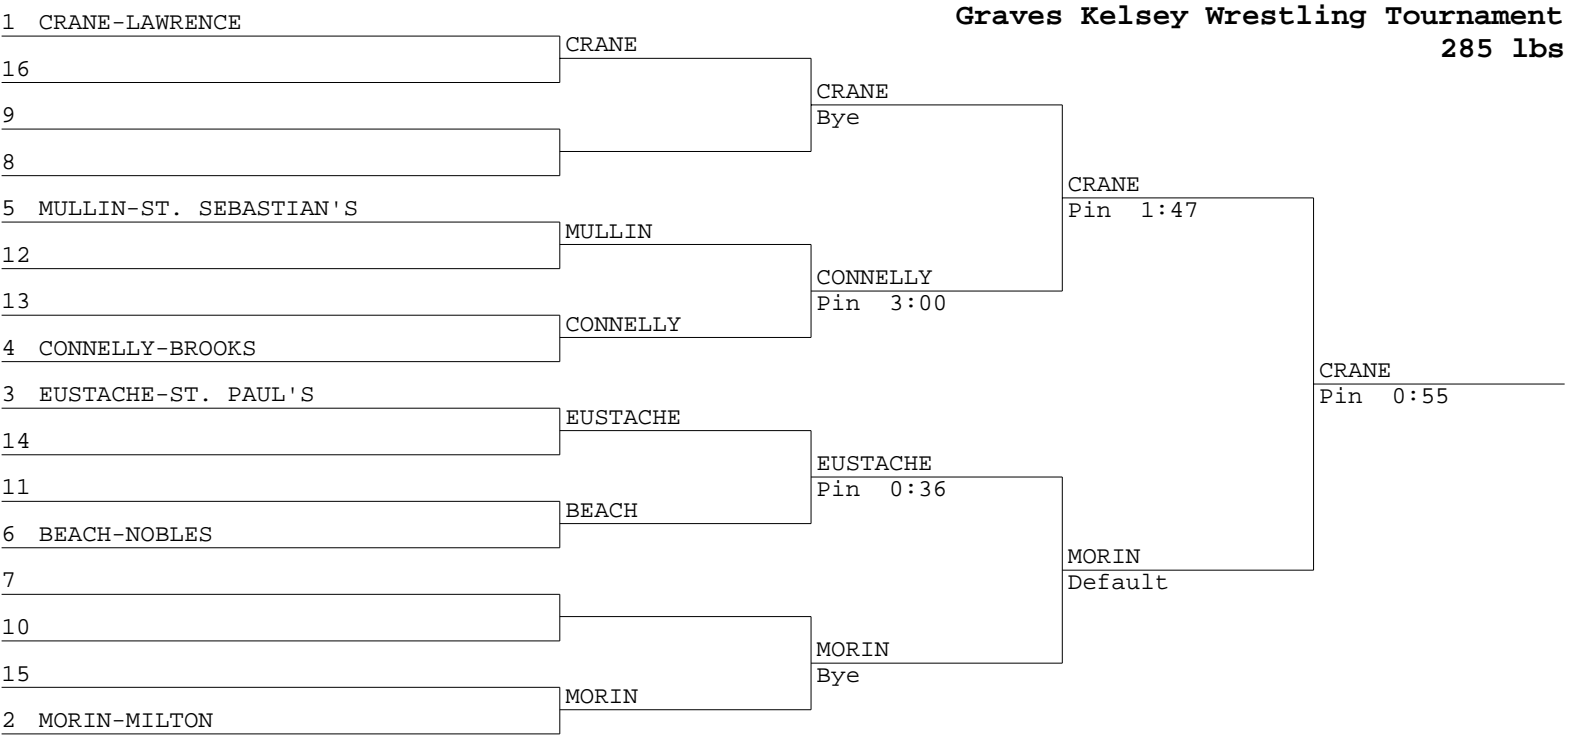 Graves Kelsey Wrestling Tournament
285 lbs
1 CRANE-LAWRENCE
16
9
8
5 MULLIN-ST. SEBASTIAN'S
12
13
4 CONNELLY-BROOKS
3 EUSTACHE-ST. PAUL'S
14
11
6 BEACH-NOBLES
7
10
15
2 MORIN-MILTON
CRANE
MULLIN
CONNELLY
EUSTACHE
BEACH
MORIN
CRANE
Bye
CONNELLY
Pin 3:00
EUSTACHE
Pin 0:36
MORIN
Bye
CRANE
Pin 1:47
MORIN
Default
CRANE
Pin 0:55